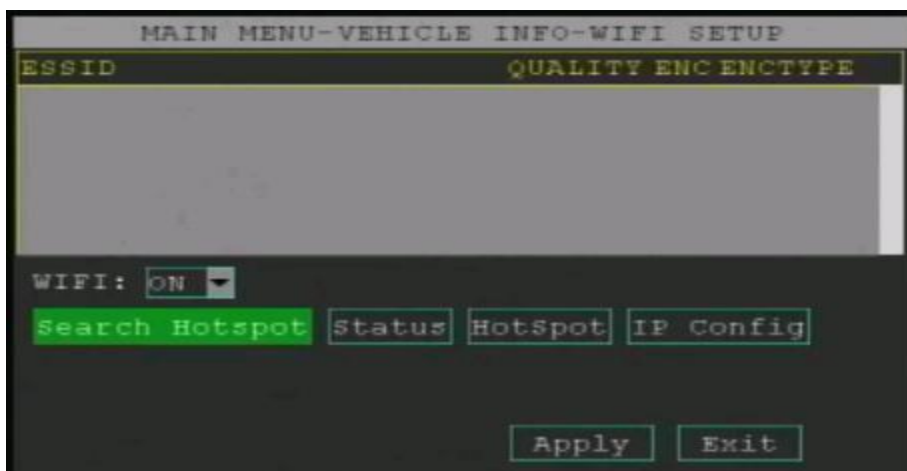 MAIN MENU-VEHICLE INFO-WIFI SETUP
ESSID QUALITY ENC ENCTYPE
WIFI: ON
Search Hotspot Status HotSpot IP Config
Apply Exit